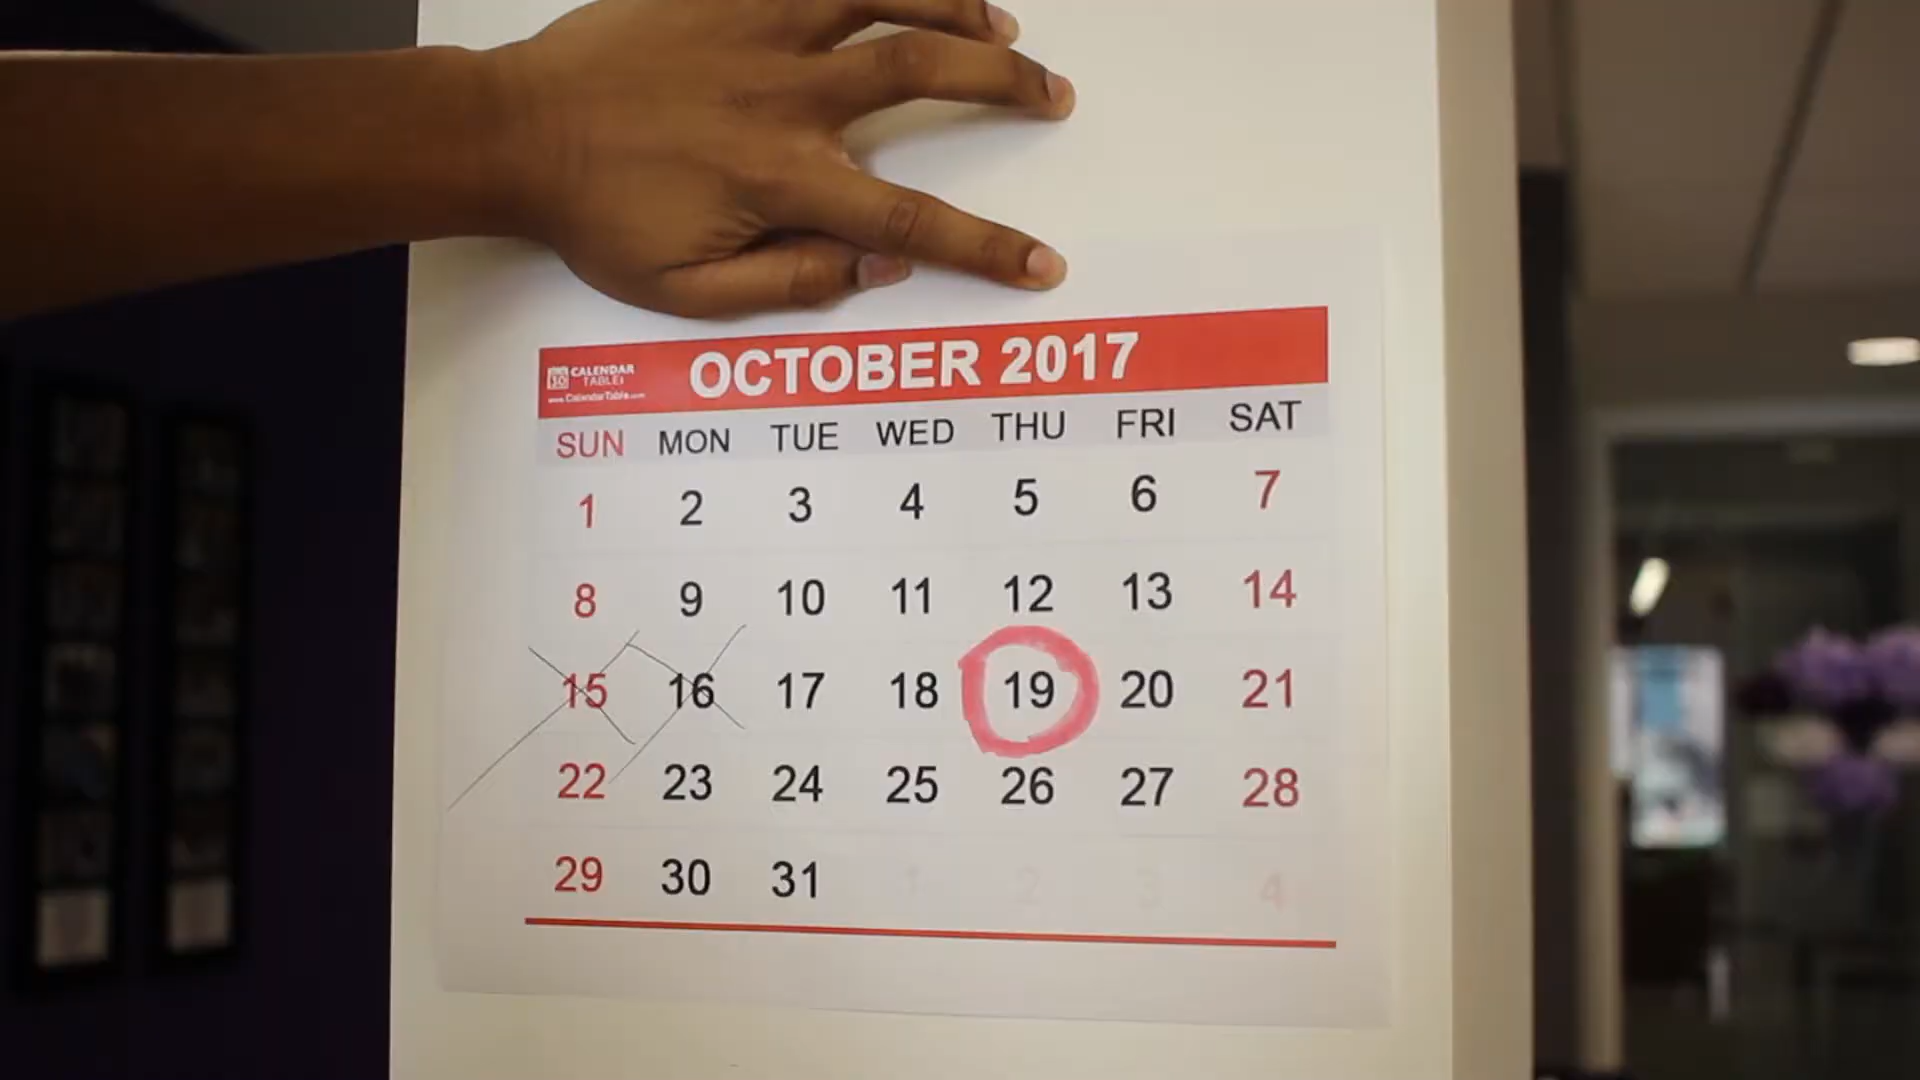 CALENDAR
TABLE
www.CalendarTable.com
OCTOBER 2017
SUN MON TUE WED THU FRI SAT
1 2 3 4 5 6 7
8 9 10 11 12 13 14
15 16 17 18 19 20 21
22 23 24 25 26 27 28
29 30 31 1 2 3 4